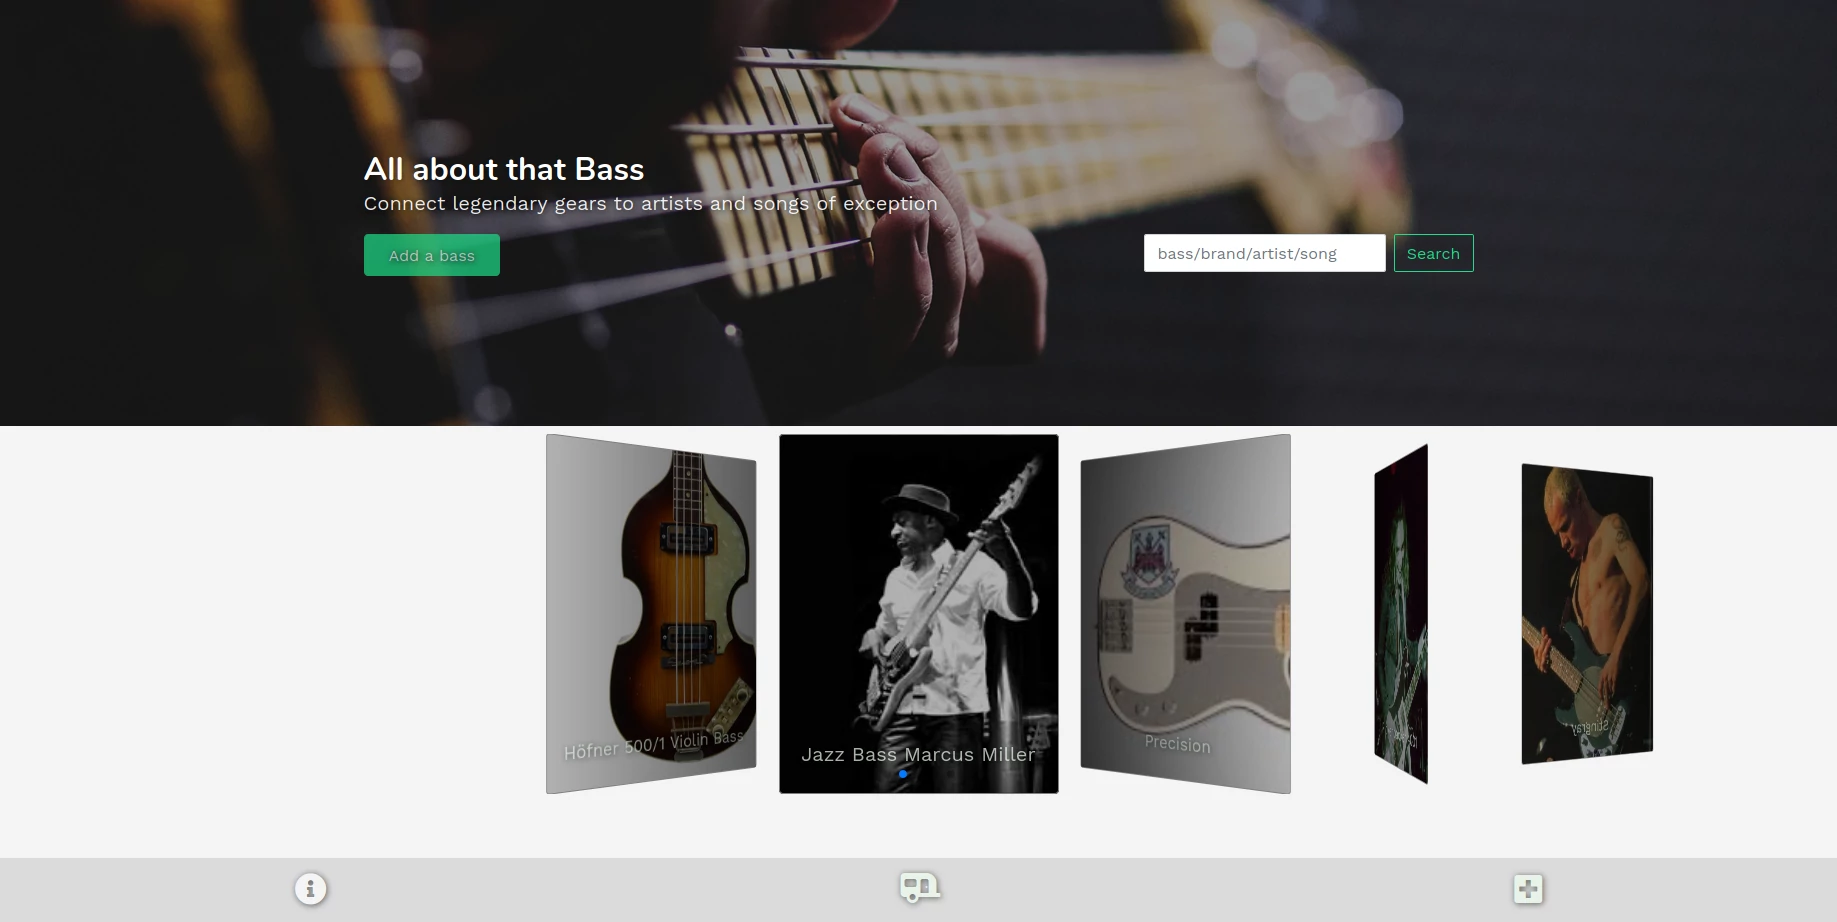 All about that Bass
Connect legendary gears to artists and songs of exception
Add a bass
bass/brand/artist/song
Search
Höfner 500/1 Violin Bass
Jazz Bass Marcus Miller
Precision
Stingray